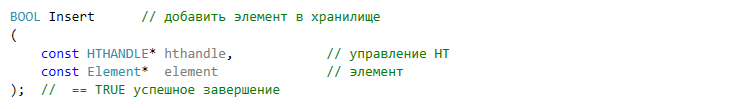 BOOL Insert      // добавить элемент в хранилище
(
    const HTHANDLE* hthandle,            // управление HT
    const Element*  element              // элемент
);  //  == TRUE успешное завершение